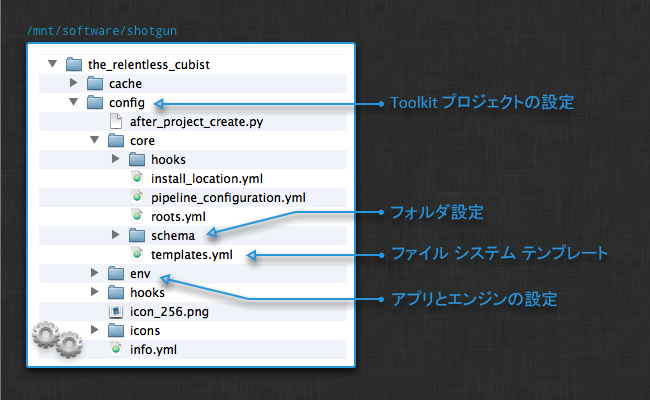 /mnt/software/shotgun
the_relentless_cubist
cache
config
Toolkit プロジェクトの設定
after_project_create.py
core
hooks
install_location.yml
pipeline_configuration.yml
roots.yml
フォルダ設定
schema
templates.yml
ファイル システム テンプレート
env
アプリとエンジンの設定
hooks
icon_256.png
icons
info.yml